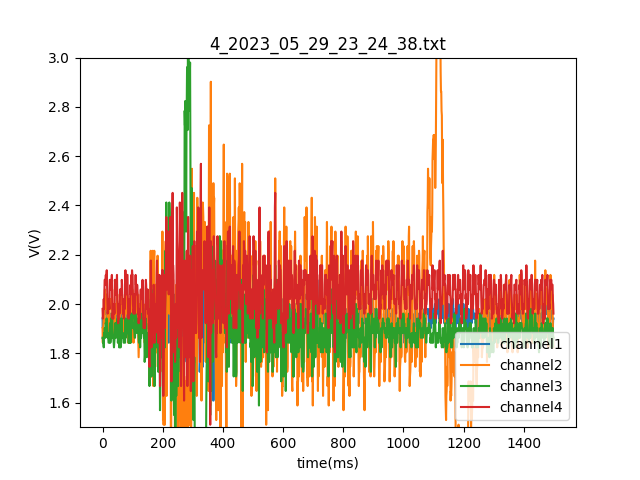 4_2023_05_29_23_24_38.txt
3.0
2.8
2.6
2.4
2.2
2.0
1.8
1.6
V(V)
channel1
channel2
channel3
channel4
0 200 400 600 800 1000 1200 1400
time(ms)